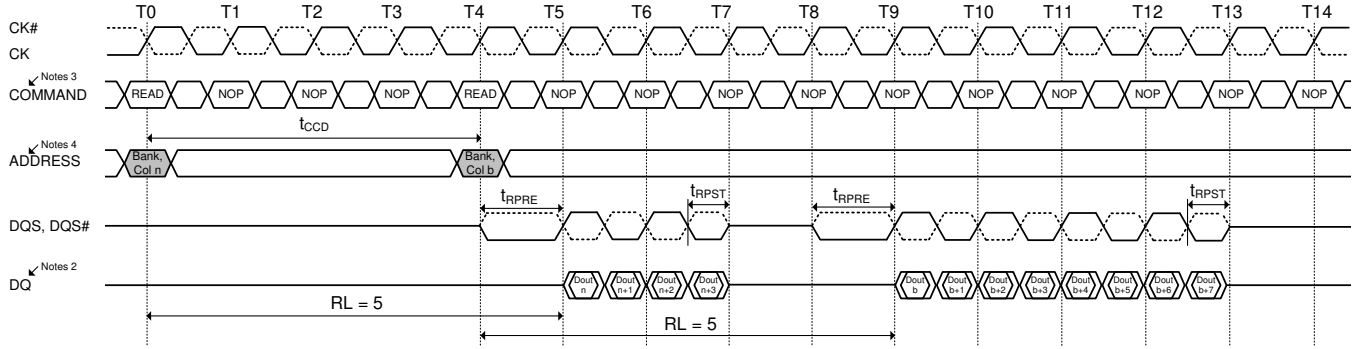 T0 T1 T2 T3 T4 T5 T6 T7 T8 T9 T10 T11 T12 T13 T14
CK#
CK
Notes 3
COMMAND READ NOP NOP NOP READ NOP NOP NOP NOP NOP NOP NOP NOP NOP NOP
tCCD
Notes 4
ADDRESS Bank, Col n Bank, Col b
tRPRE tRPST tRPRE tRPST
DQS, DQS#
Notes 2
DQ Dout n Dout n+1 Dout n+2 Dout n+3 Dout b Dout b+1 Dout b+2 Dout b+3 Dout b+4 Dout b+5 Dout b+6 Dout b+7
RL = 5
RL = 5